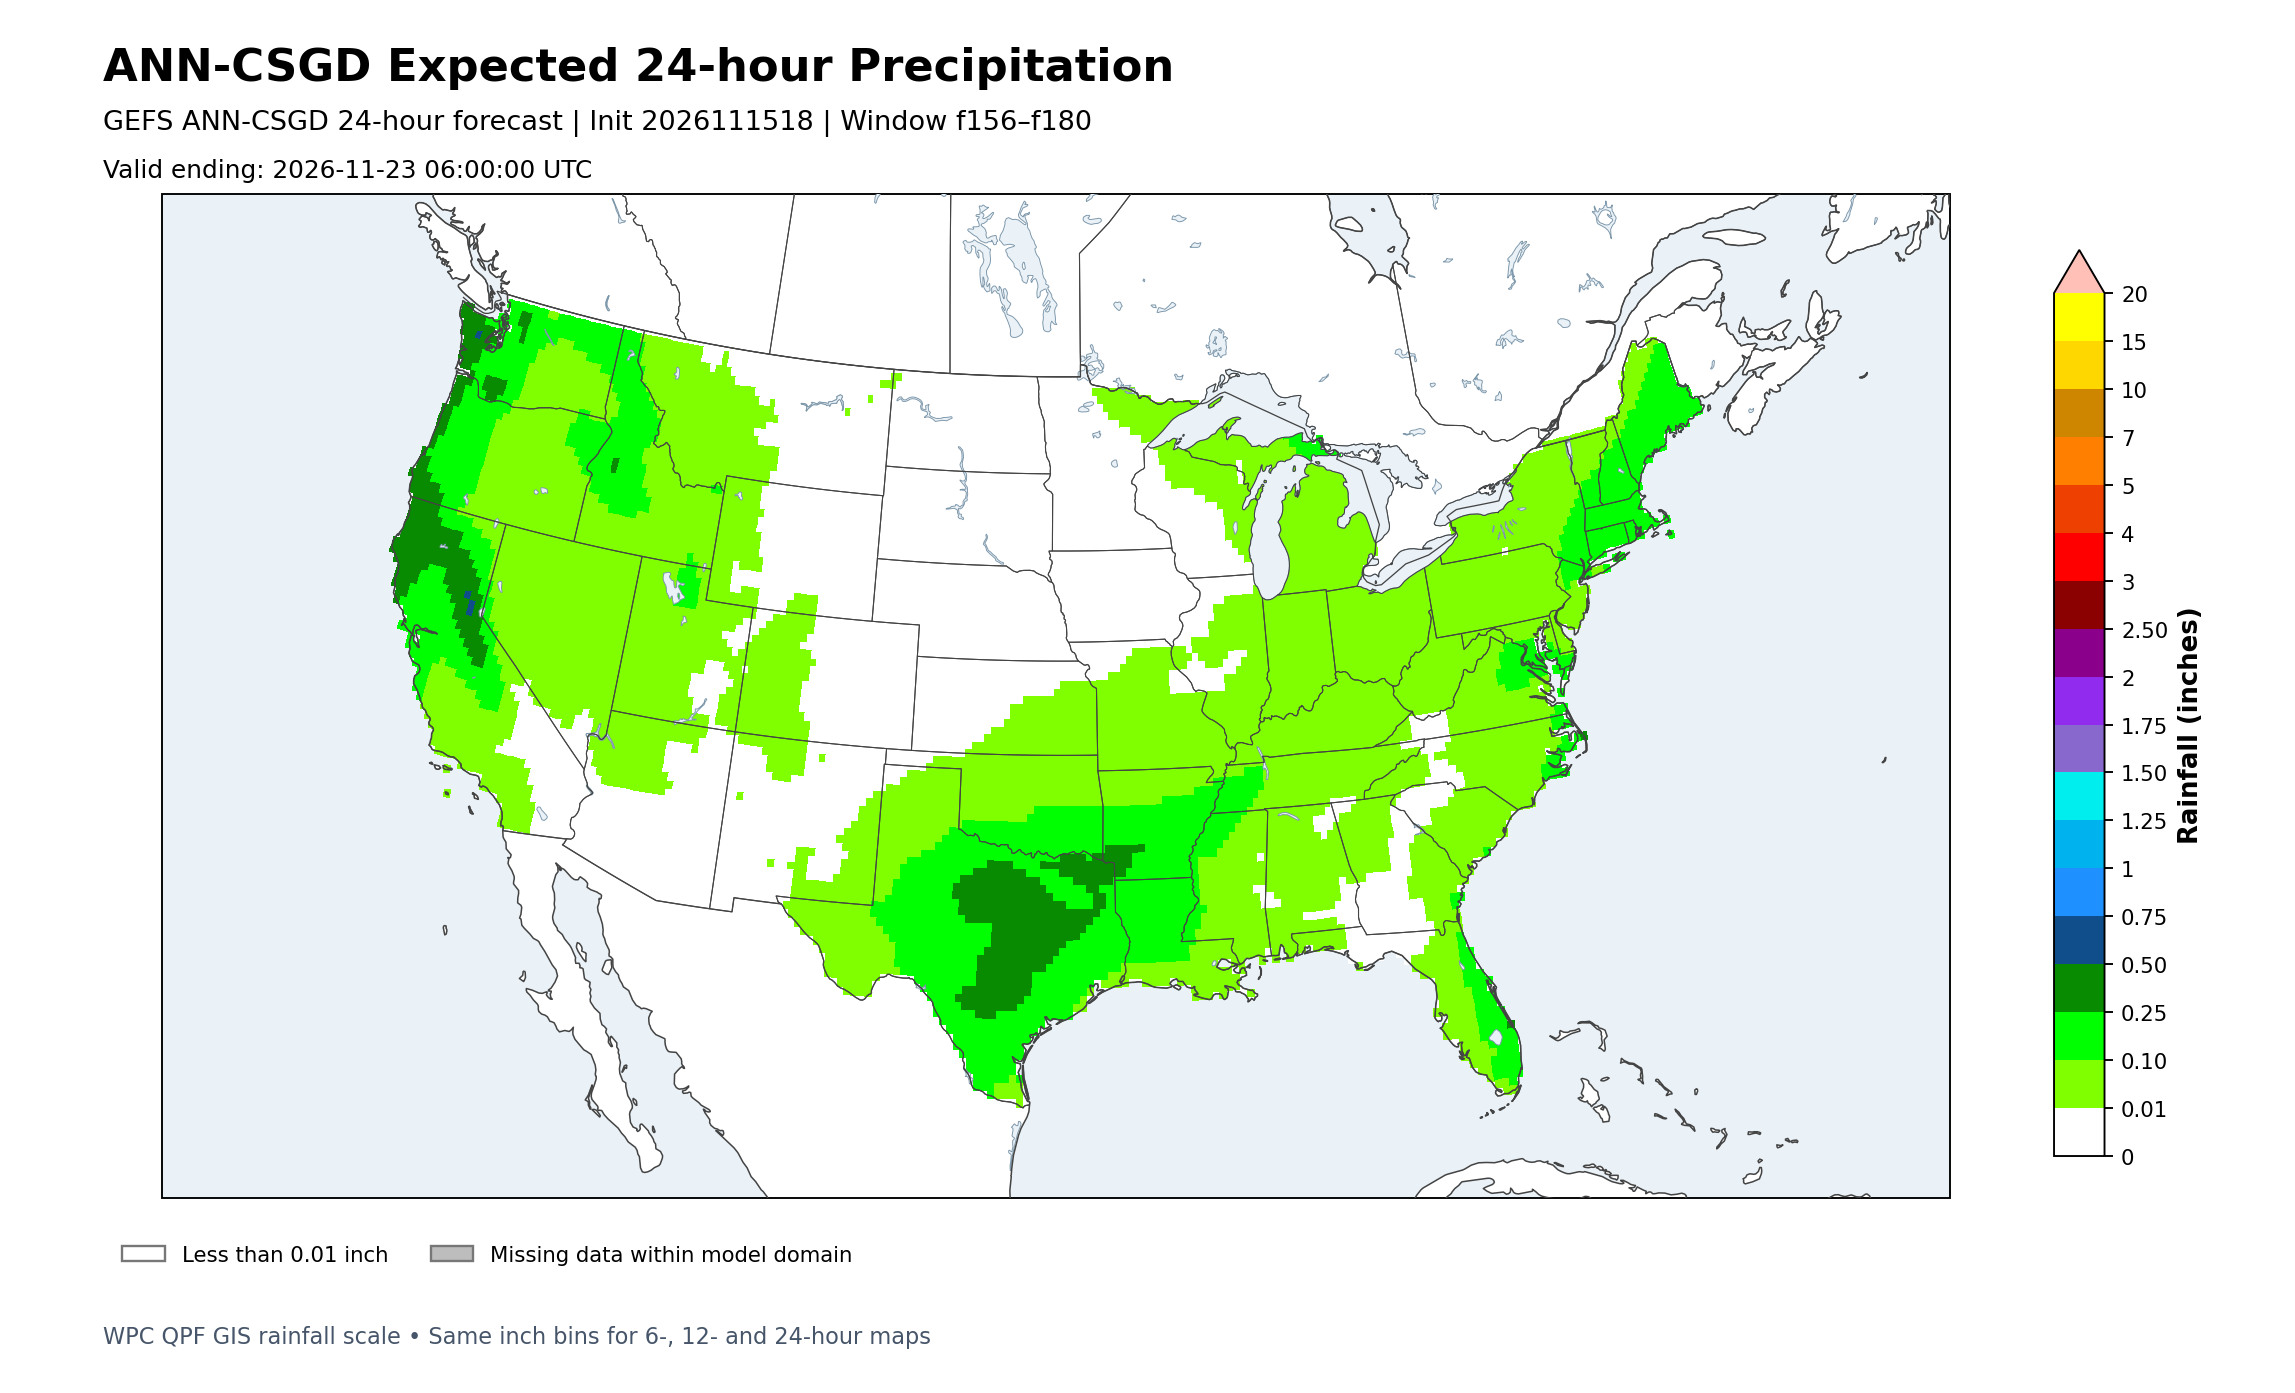 ANN-CSGD Expected 24-hour Precipitation
GEFS ANN-CSGD 24-hour forecast | Init 2026111518 | Window f156–f180
Valid ending: 2026-11-23 06:00:00 UTC
20
15
10
7
5
4
3
2.50
2
1.75
1.50
1.25
1
0.75
0.50
0.25
0.10
0.01
0
Rainfall (inches)
Less than 0.01 inch
Missing data within model domain
WPC QPF GIS rainfall scale • Same inch bins for 6-, 12- and 24-hour maps